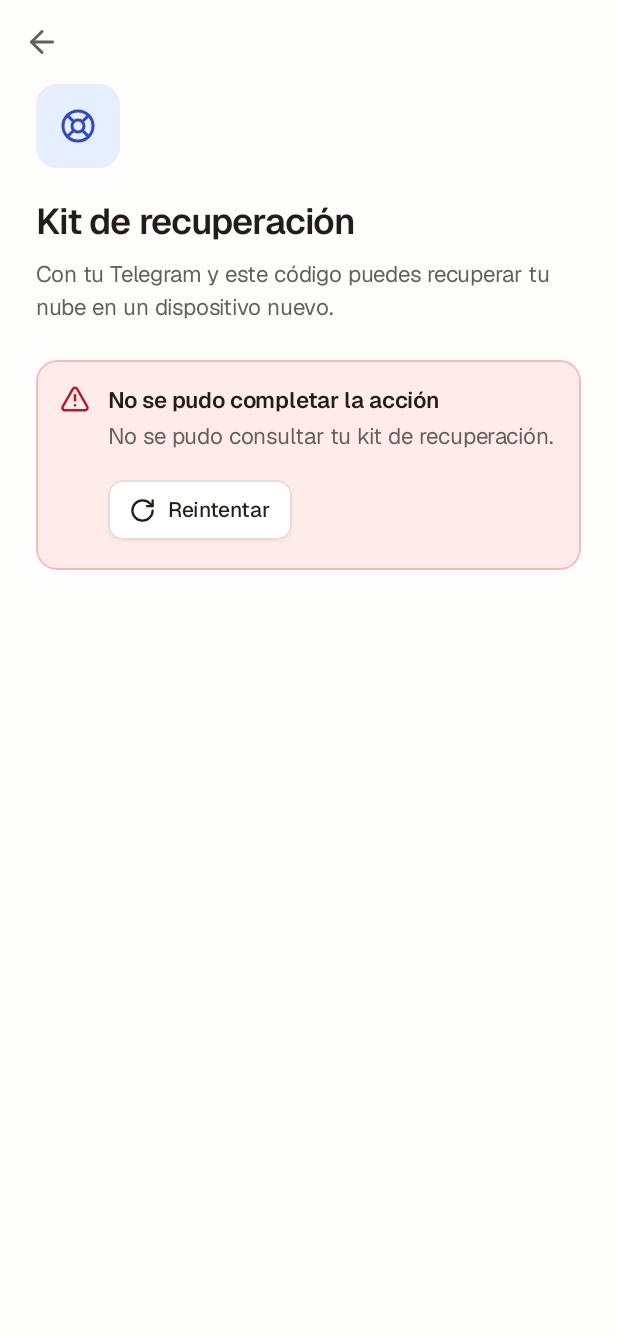 Kit de recuperación
Con tu Telegram y este código puedes recuperar tu
nube en un dispositivo nuevo.
No se pudo completar la acción
No se pudo consultar tu kit de recuperación.
Reintentar